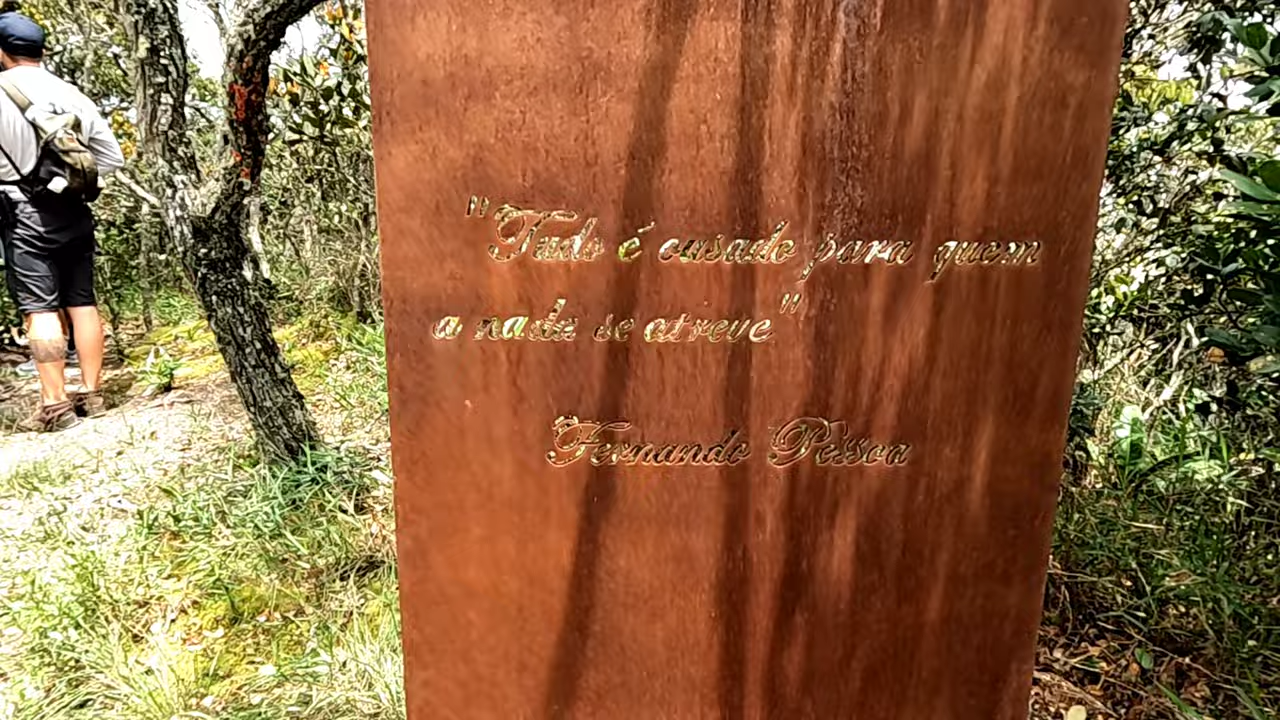 "Tudo é ousado para quem
a nada se atreve"
Fernando Pessoa